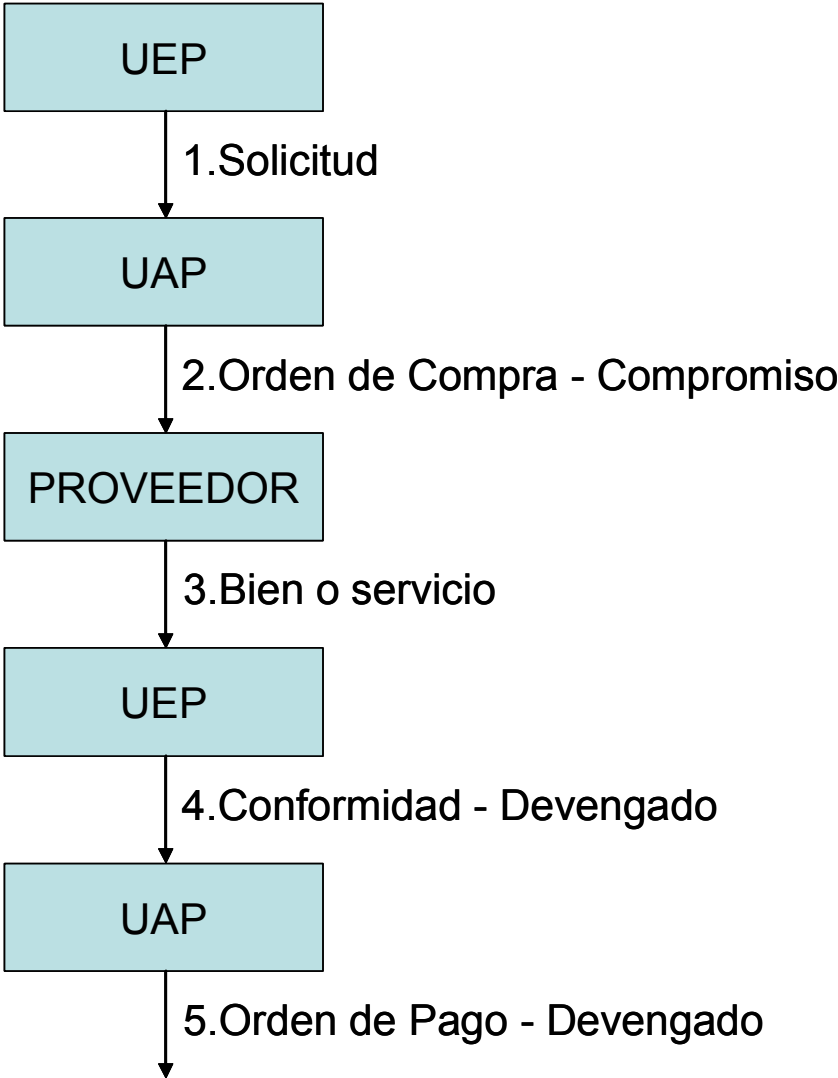 UEP
1.Solicitud
UAP
2.Orden de Compra - Compromiso
PROVEEDOR
3.Bien o servicio
UEP
4.Conformidad - Devengado
UAP
5.Orden de Pago - Devengado